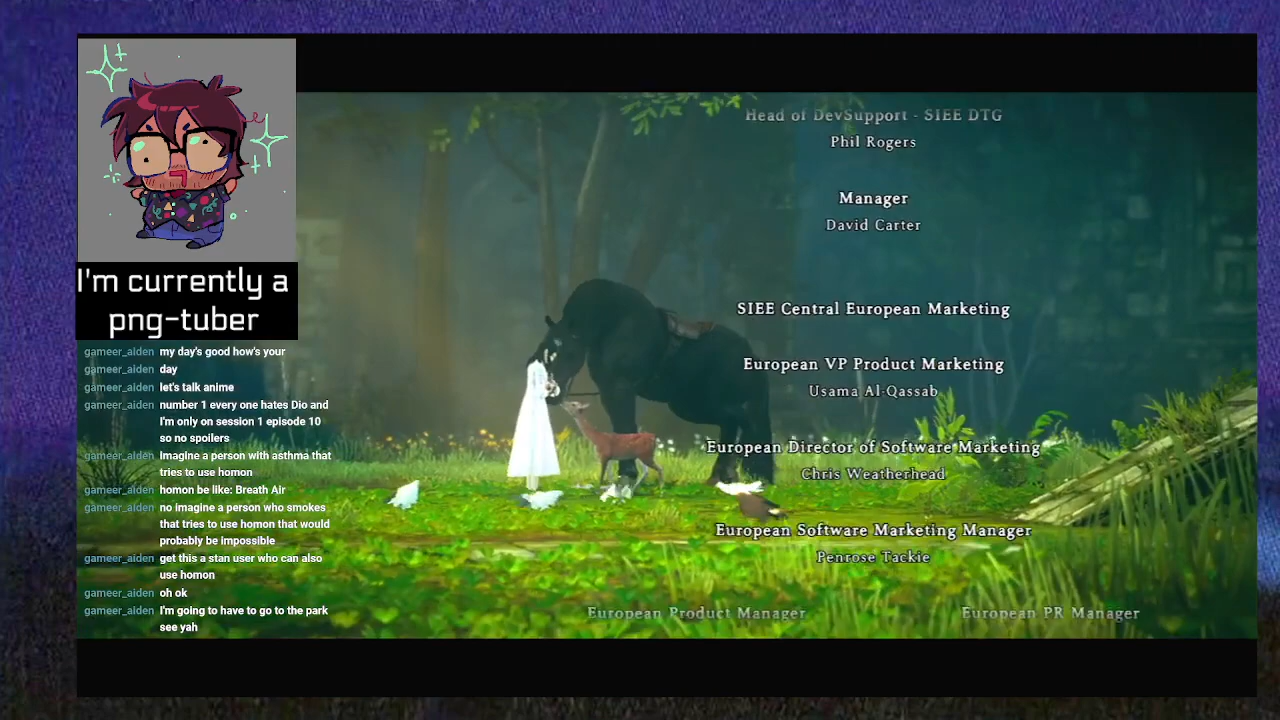 I'm currently a
png-tuber
gameer_aiden my day's good how's your
gameer_aiden day
gameer_aiden let's talk anime
gameer_aiden number 1 every one hates Dio and
I'm only on session 1 episode 10
so no spoilers
gameer_aiden Imagine a person with asthma that
tries to use homon
gameer_aiden homon be like: Breath Air
gameer_aiden no imagine a person who smokes
that tries to use homon that would
probably be impossible
gameer_aiden get this a stan user who can also
use homon
gameer_aiden oh ok
gameer_aiden I'm going to have to go to the park
see yah
Head of DevSupport - SIEE DTG
Phil Rogers
Manager
David Carter
SIEE Central European Marketing
European VP Product Marketing
Usama Al-Qassab
European Director of Software Marketing
Chris Weatherhead
European Software Marketing Manager
Penrose Tackie
European Product Manager European PR Manager